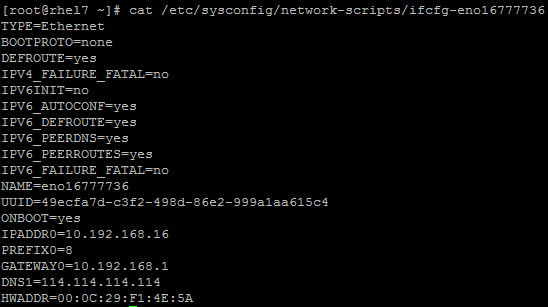 [root@rhel7 ~]# cat /etc/sysconfig/network-scripts/ifcfg-eno16777736
TYPE=Ethernet
BOOTPROTO=none
DEFROUTE=yes
IPV4_FAILURE_FATAL=no
IPV6INIT=no
IPV6_AUTOCONF=yes
IPV6_DEFROUTE=yes
IPV6_PEERDNS=yes
IPV6_PEERROUTES=yes
IPV6_FAILURE_FATAL=no
NAME=eno16777736
UUID=49ecfa7d-c3f2-498d-86e2-999a1aa615c4
ONBOOT=yes
IPADDR0=10.192.168.16
PREFIX0=8
GATEWAY0=10.192.168.1
DNS1=114.114.114.114
HWADDR=00:0C:29:F1:4E:5A